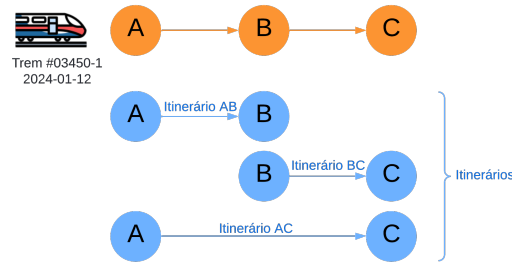 A B C
Trem #03450-1
2024-01-12
A Itinerário AB B
B Itinerário BC C
Itinerários
A Itinerário AC C